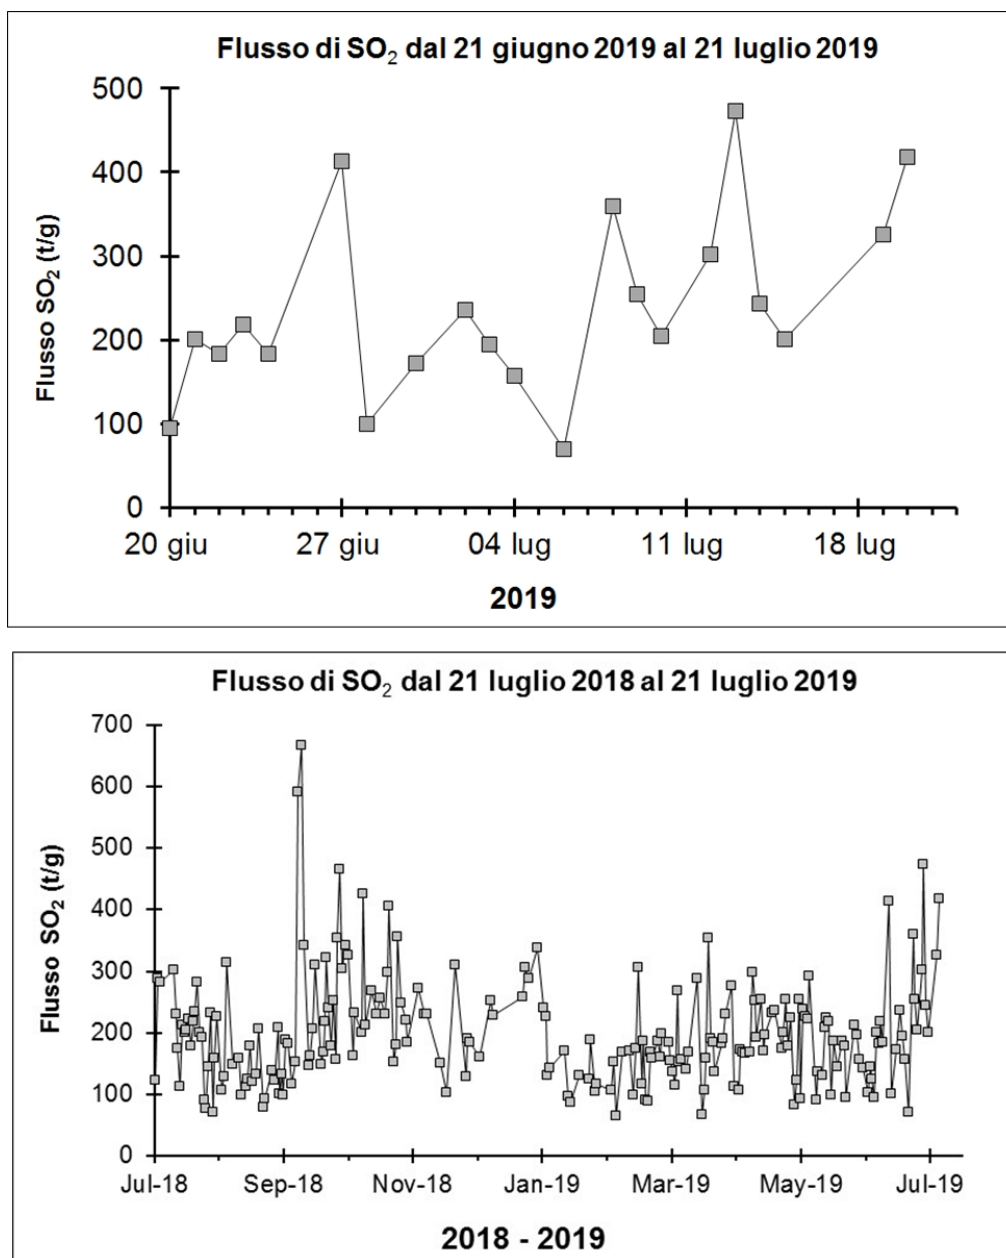 Flusso di SO2 dal 21 giugno 2019 al 21 luglio 2019
500
400
300
200
100
0
Flusso SO2 (t/g)
20 giu 27 giu 04 lug 11 lug 18 lug
2019
Flusso di SO2 dal 21 luglio 2018 al 21 luglio 2019
700
600
500
400
300
200
100
0
Flusso SO2 (t/g)
Jul-18 Sep-18 Nov-18 Jan-19 Mar-19 May-19 Jul-19
2018 - 2019